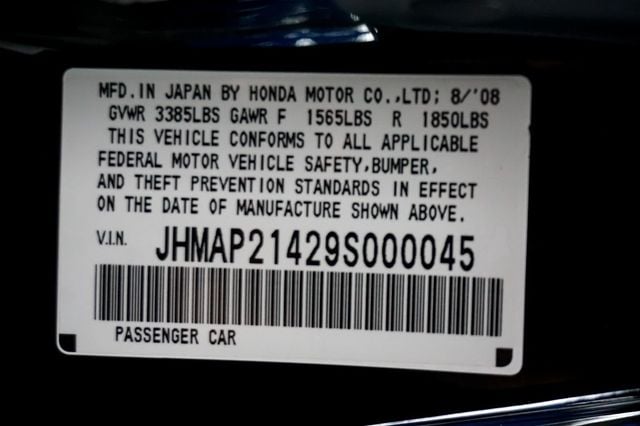 MFD.IN JAPAN BY HONDA MOTOR CO.,LTD; 8/'08
GVWR 3385LBS GAWR F 1565LBS R 1850LBS
THIS VEHICLE CONFORMS TO ALL APPLICABLE
FEDERAL MOTOR VEHICLE SAFETY,BUMPER,
AND THEFT PREVENTION STANDARDS IN EFFECT
ON THE DATE OF MANUFACTURE SHOWN ABOVE.
V.I.N. JHMAP21429S000045
PASSENGER CAR